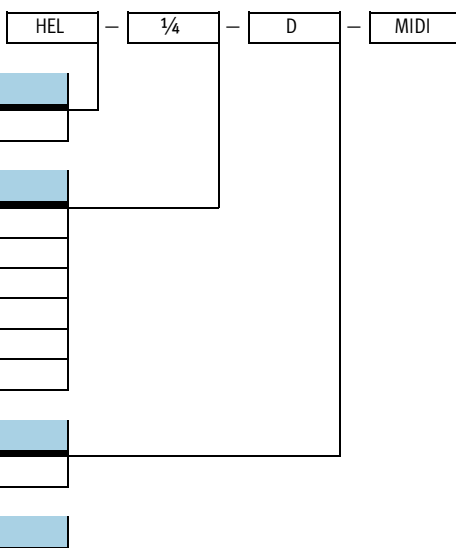 HEL – ¼ – D – MIDI